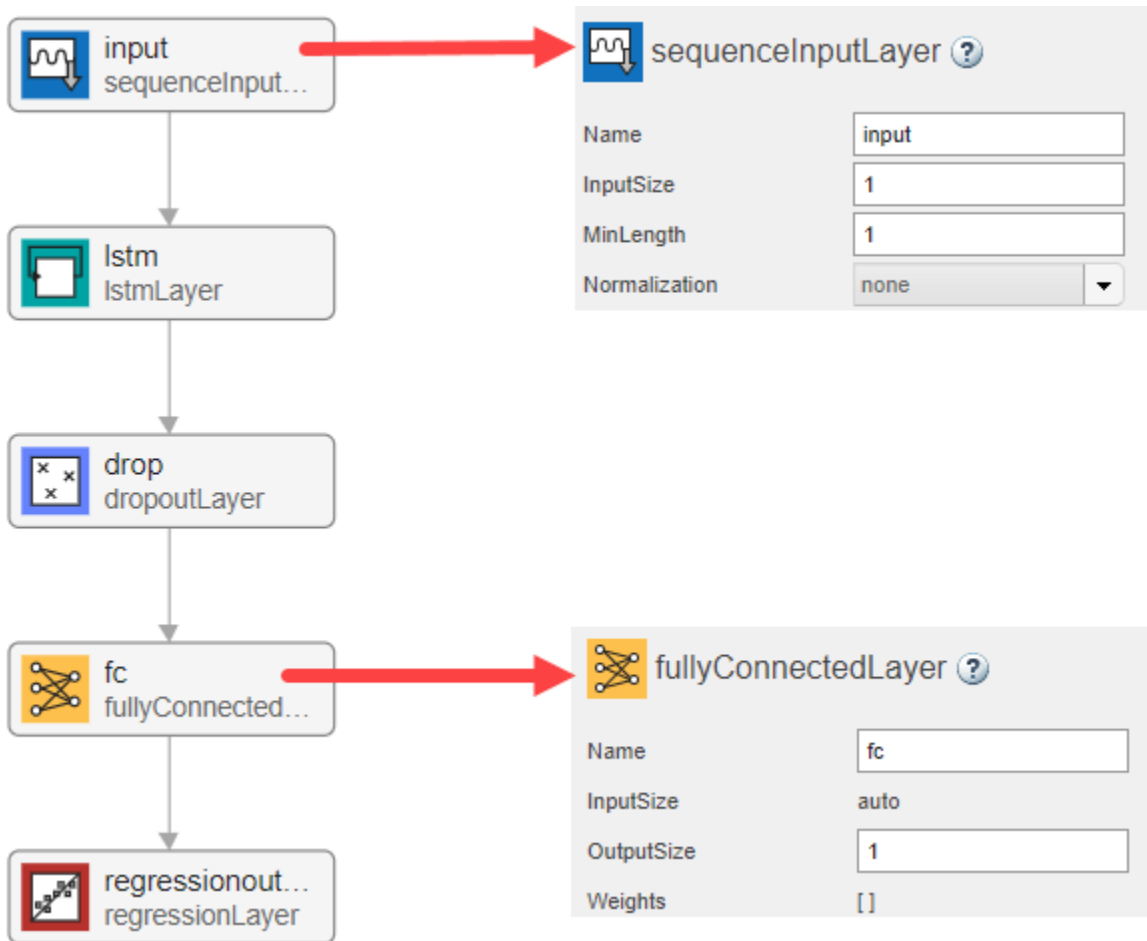 input
sequenceInput...
sequenceInputLayer ?
Name input
InputSize 1
MinLength 1
Normalization none
lstm
lstmLayer
drop
dropoutLayer
fc
fullyConnected...
fullyConnectedLayer ?
Name fc
InputSize auto
OutputSize 1
Weights [ ]
regressionout...
regressionLayer